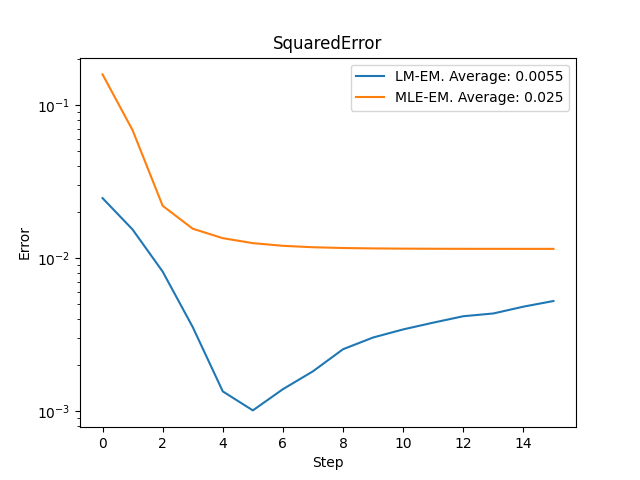 SquaredError
LM-EM. Average: 0.0055
MLE-EM. Average: 0.025
10⁻¹
10⁻²
10⁻³
Error
0 2 4 6 8 10 12 14
Step